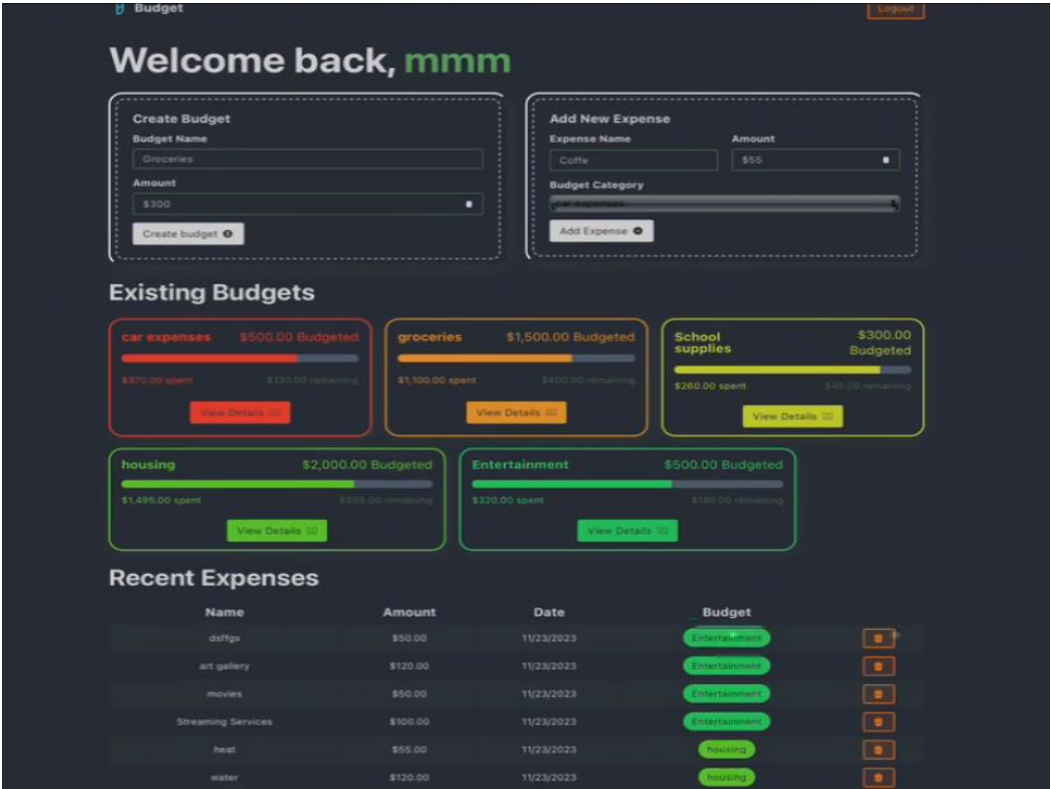 Budget
Logout
Welcome back, mmm
Create Budget
Budget Name
Groceries
Amount
$300
Create budget
Add New Expense
Expense Name
Amount
Coffe
$55
Budget Category
car expenses
Add Expense
Existing Budgets
car expenses $500.00 Budgeted
$370.00 spent $130.00 remaining
View Details
groceries $1,500.00 Budgeted
$1,100.00 spent $400.00 remaining
View Details
School supplies $300.00 Budgeted
$260.00 spent $40.00 remaining
View Details
housing $2,000.00 Budgeted
$1,495.00 spent $505.00 remaining
View Details
Entertainment $500.00 Budgeted
$320.00 spent $180.00 remaining
View Details
Recent Expenses
Name Amount Date Budget
dsffgs $50.00 11/23/2023 Entertainment
art gallery $120.00 11/23/2023 Entertainment
movies $50.00 11/23/2023 Entertainment
Streaming Services $100.00 11/23/2023 Entertainment
heat $55.00 11/23/2023 housing
water $120.00 11/23/2023 housing